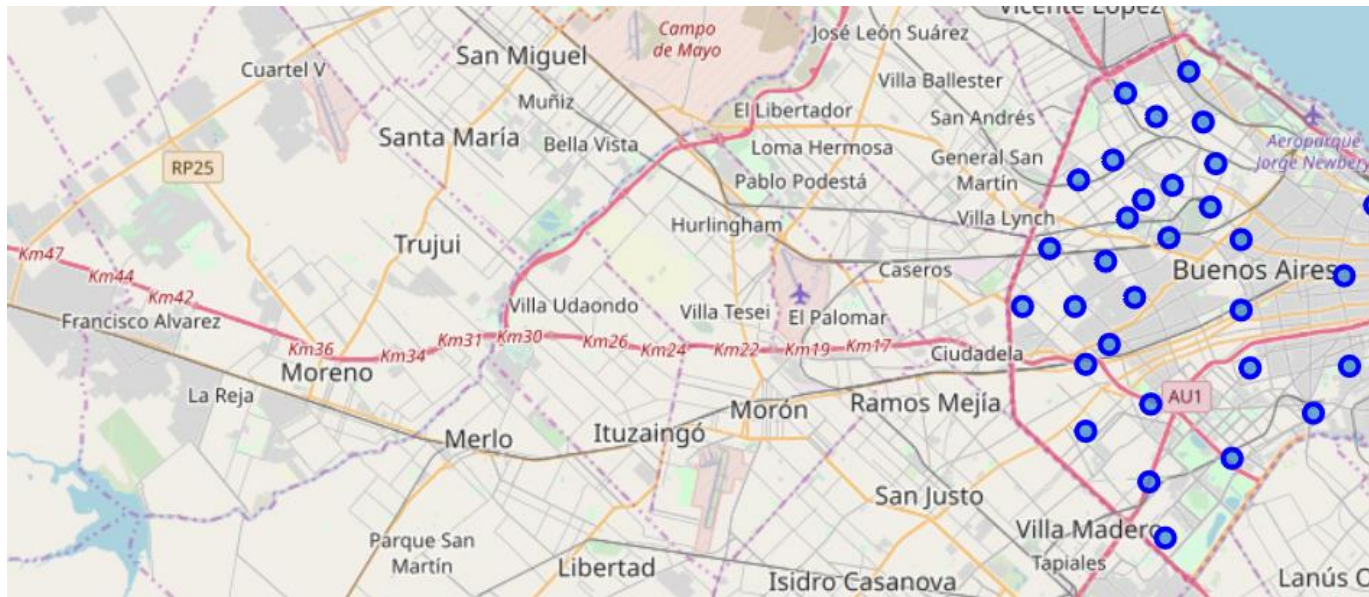 Vicente López
José León Suárez
Campo
de Mayo
San Miguel
Cuartel V
Villa Ballester
Muñiz
El Libertador
San Andrés
Santa María
Bella Vista
Loma Hermosa
Aeroparque
Jorge Newbery
General San
Martín
RP25
Pablo Podestá
Villa Lynch
Hurlingham
Trujui
Km47
Km44
Caseros
Buenos Aires
Km42
Villa Udaondo
Villa Tesei
El Palomar
Francisco Alvarez
Km36
Km34
Km31
Km30
Km26
Km24
Km22
Km19
Km17
Ciudadela
Moreno
La Reja
AU1
Morón
Ramos Mejía
Merlo
Ituzaingó
San Justo
Villa Madero
Parque San
Martín
Libertad
Tapiales
Isidro Casanova
Lanús